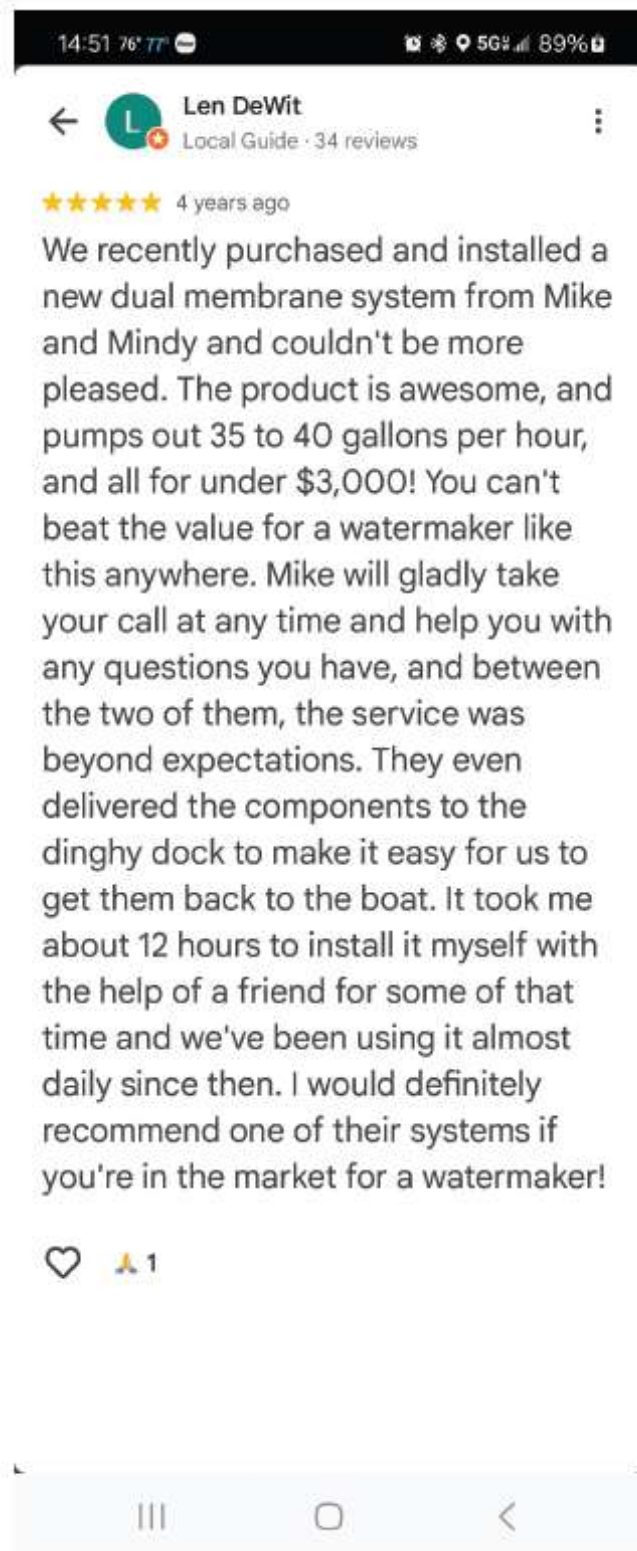 14:51 76° 77° 5G 89%
Len DeWit
Local Guide · 34 reviews
4 years ago
We recently purchased and installed a
new dual membrane system from Mike
and Mindy and couldn't be more
pleased. The product is awesome, and
pumps out 35 to 40 gallons per hour,
and all for under $3,000! You can't
beat the value for a watermaker like
this anywhere. Mike will gladly take
your call at any time and help you with
any questions you have, and between
the two of them, the service was
beyond expectations. They even
delivered the components to the
dinghy dock to make it easy for us to
get them back to the boat. It took me
about 12 hours to install it myself with
the help of a friend for some of that
time and we've been using it almost
daily since then. I would definitely
recommend one of their systems if
you're in the market for a watermaker!
1